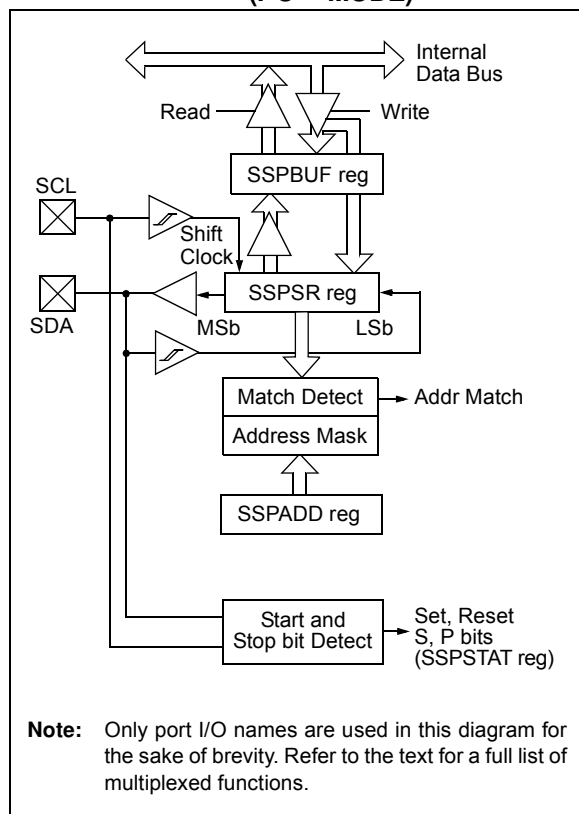 Internal
Data Bus
Read
Write
SSPBUF reg
SCL
Shift
Clock
SSPSR reg
SDA
MSb
LSb
Match Detect
Addr Match
Address Mask
SSPADD reg
Start and
Stop bit Detect
Set, Reset
S, P bits
(SSPSTAT reg)
Note: Only port I/O names are used in this diagram for
the sake of brevity. Refer to the text for a full list of
multiplexed functions.